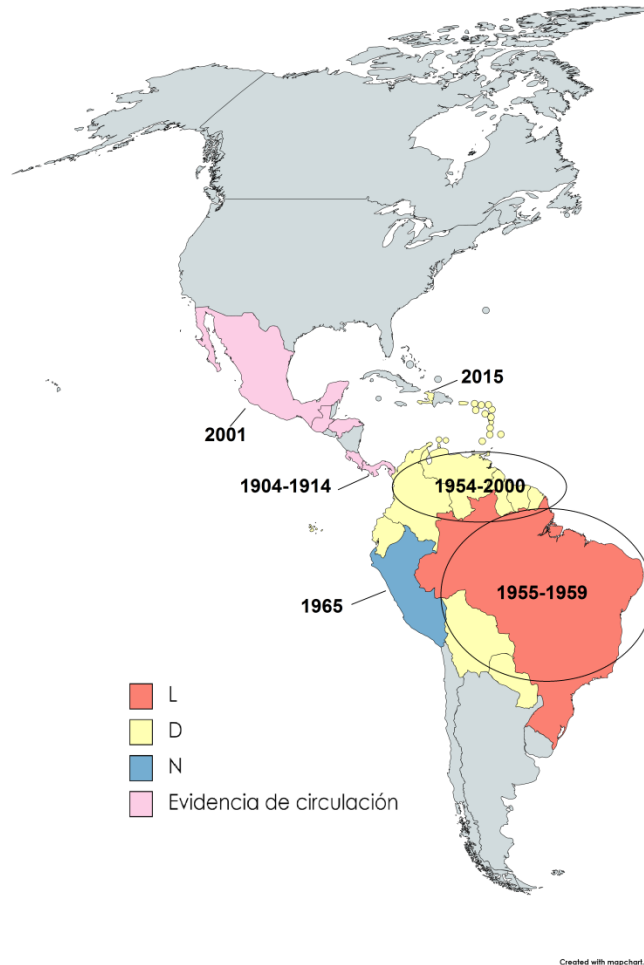 2015
2001
1904-1914
1954-2000
1955-1959
1965
L
D
N
Evidencia de circulación
Created with mapchart.